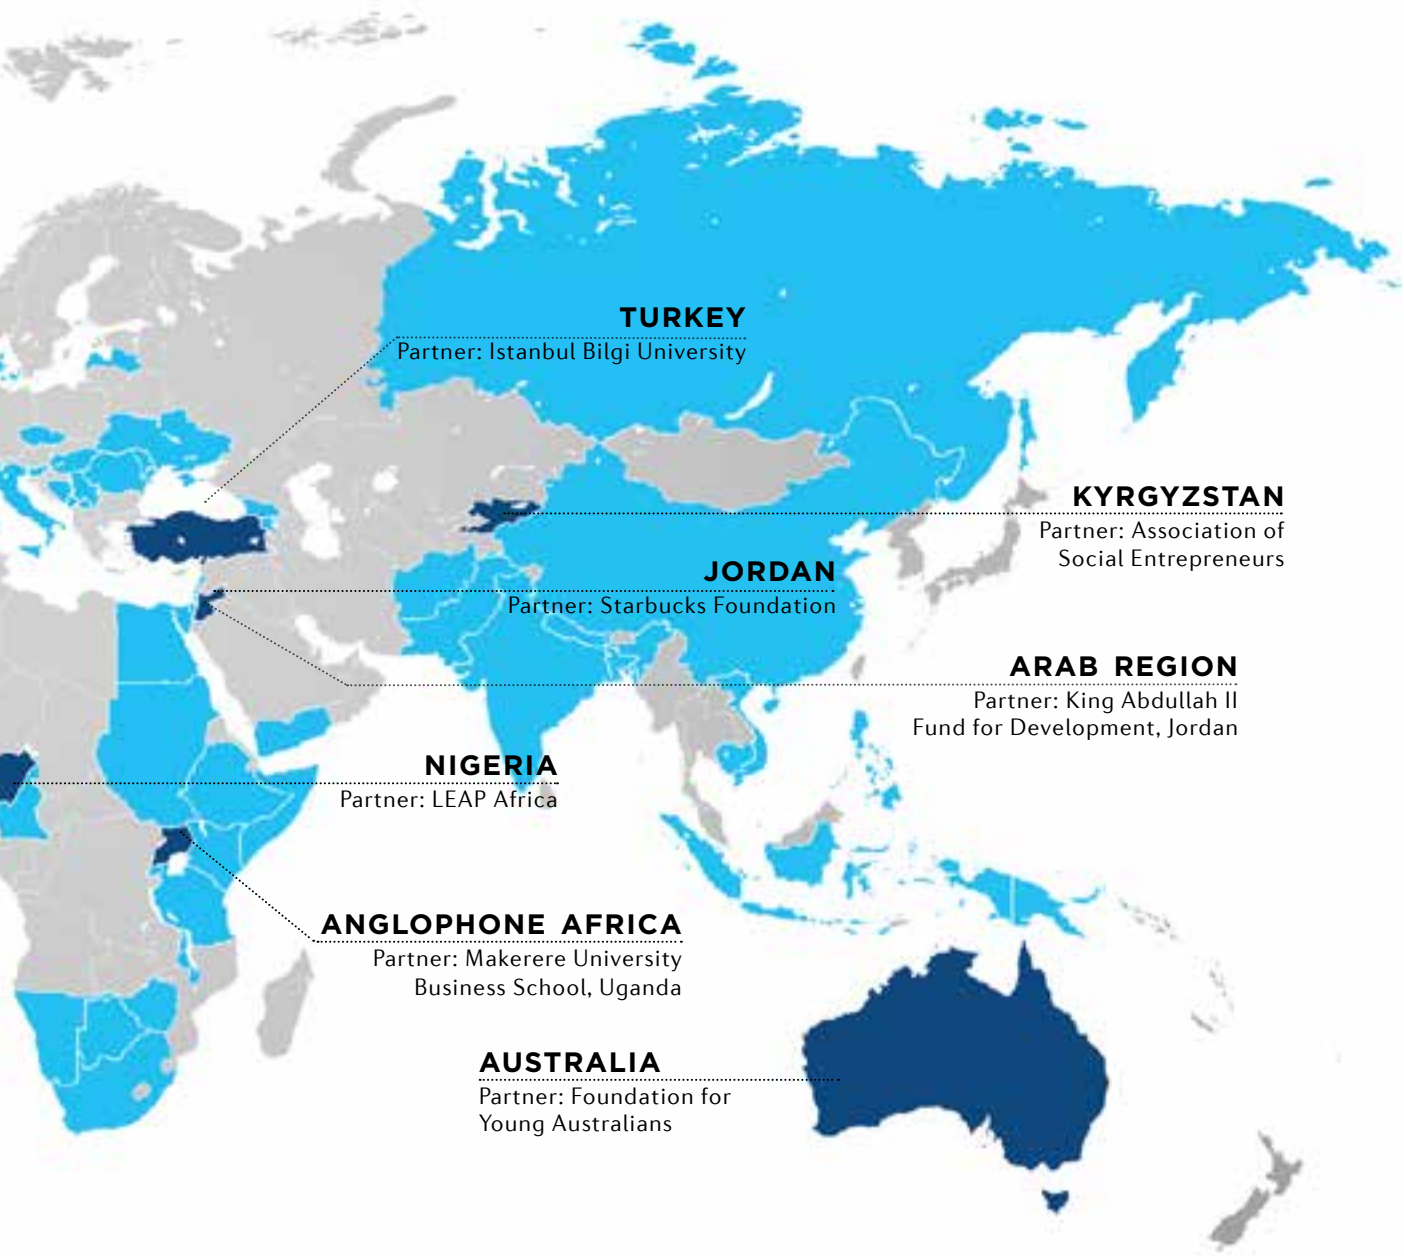 TURKEY
Partner: Istanbul Bilgi University
KYRGYZSTAN
Partner: Association of
Social Entrepreneurs
JORDAN
Partner: Starbucks Foundation
ARAB REGION
Partner: King Abdullah II
Fund for Development, Jordan
NIGERIA
Partner: LEAP Africa
ANGLOPHONE AFRICA
Partner: Makerere University
Business School, Uganda
AUSTRALIA
Partner: Foundation for
Young Australians